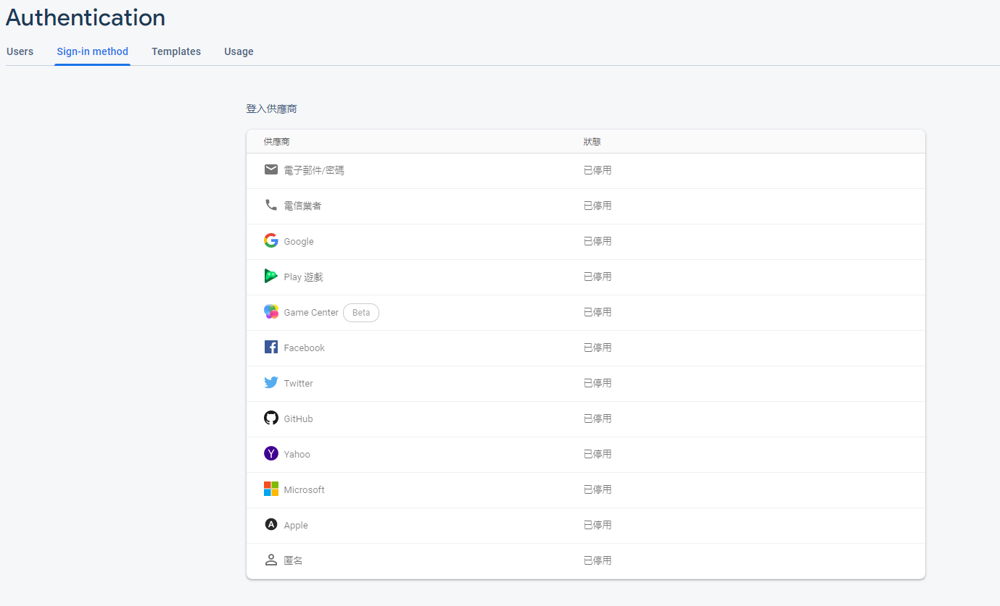 Authentication
Users Sign-in method Templates Usage
登入供應商
供應商 狀態
電子郵件/密碼 已停用
電信業者 已停用
Google 已停用
Play 遊戲 已停用
Game Center Beta 已停用
Facebook 已停用
Twitter 已停用
GitHub 已停用
Yahoo 已停用
Microsoft 已停用
Apple 已停用
匿名 已停用